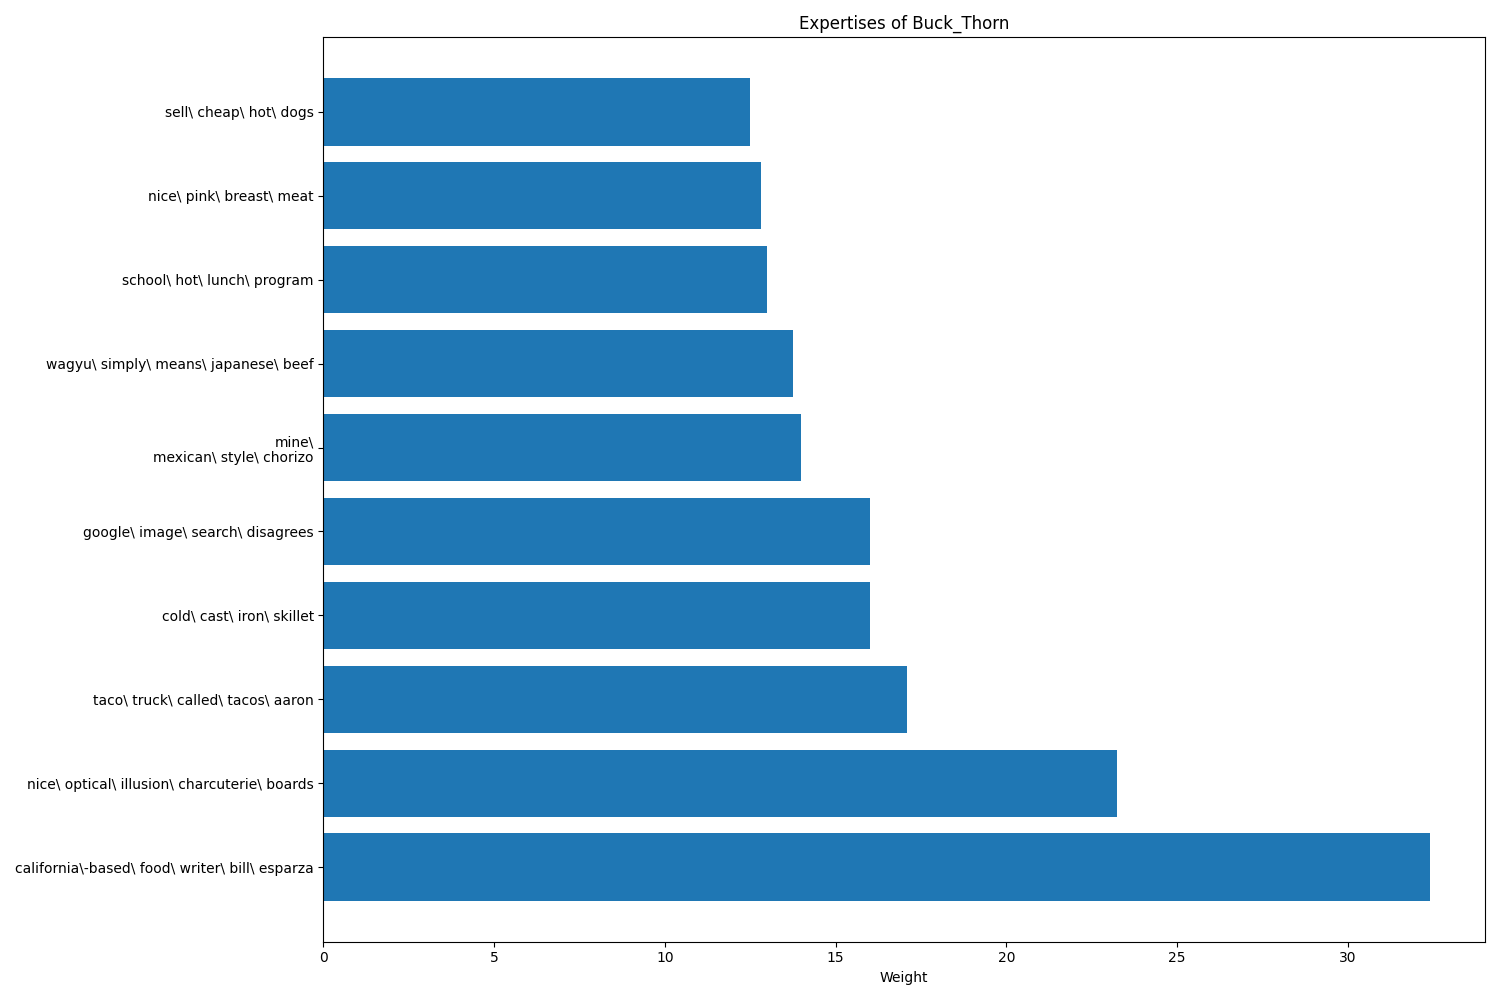 Expertises of Buck_Thorn
sell\ cheap\ hot\ dogs
nice\ pink\ breast\ meat
school\ hot\ lunch\ program
wagyu\ simply\ means\ japanese\ beef
mine\
mexican\ style\ chorizo
google\ image\ search\ disagrees
cold\ cast\ iron\ skillet
taco\ truck\ called\ tacos\ aaron
nice\ optical\ illusion\ charcuterie\ boards
california\-based\ food\ writer\ bill\ esparza
0 5 10 15 20 25 30
Weight